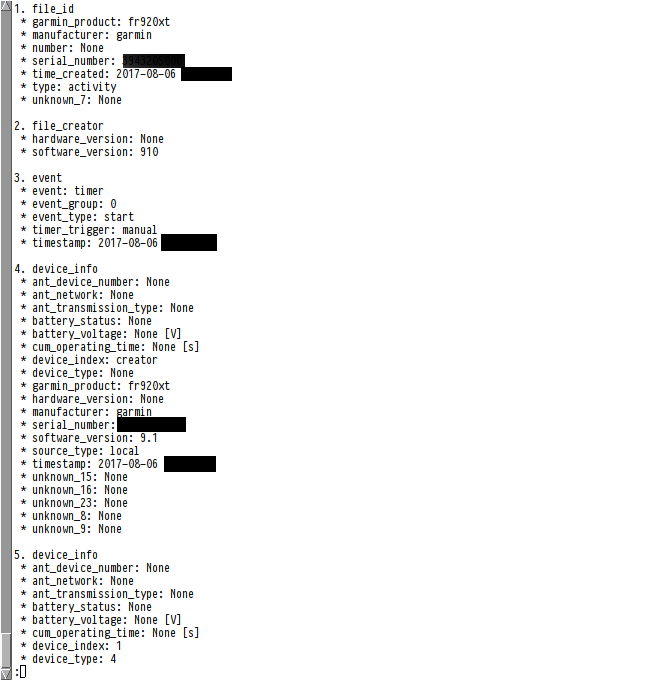 1. file_id
* garmin_product: fr920xt
* manufacturer: garmin
* number: None
* serial_number:
* time_created: 2017-08-06
* type: activity
* unknown_7: None
2. file_creator
* hardware_version: None
* software_version: 910
3. event
* event: timer
* event_group: 0
* event_type: start
* timer_trigger: manual
* timestamp: 2017-08-06
4. device_info
* ant_device_number: None
* ant_network: None
* ant_transmission_type: None
* battery_status: None
* battery_voltage: None [V]
* cum_operating_time: None [s]
* device_index: creator
* device_type: None
* garmin_product: fr920xt
* hardware_version: None
* manufacturer: garmin
* serial_number:
* software_version: 9.1
* source_type: local
* timestamp: 2017-08-06
* unknown_15: None
* unknown_16: None
* unknown_23: None
* unknown_8: None
* unknown_9: None
5. device_info
* ant_device_number: None
* ant_network: None
* ant_transmission_type: None
* battery_status: None
* battery_voltage: None [V]
* cum_operating_time: None [s]
* device_index: 1
* device_type: 4
: